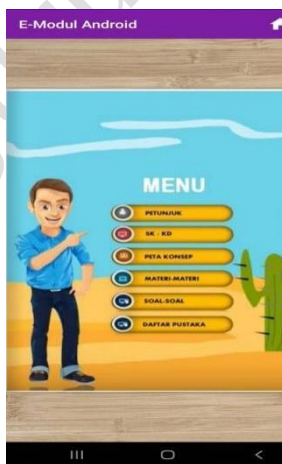 E-Modul Android
MENU
PETUNJUK
SK - KD
PETA KONSEP
MATERI-MATERI
SOAL-SOAL
DAFTAR PUSTAKA